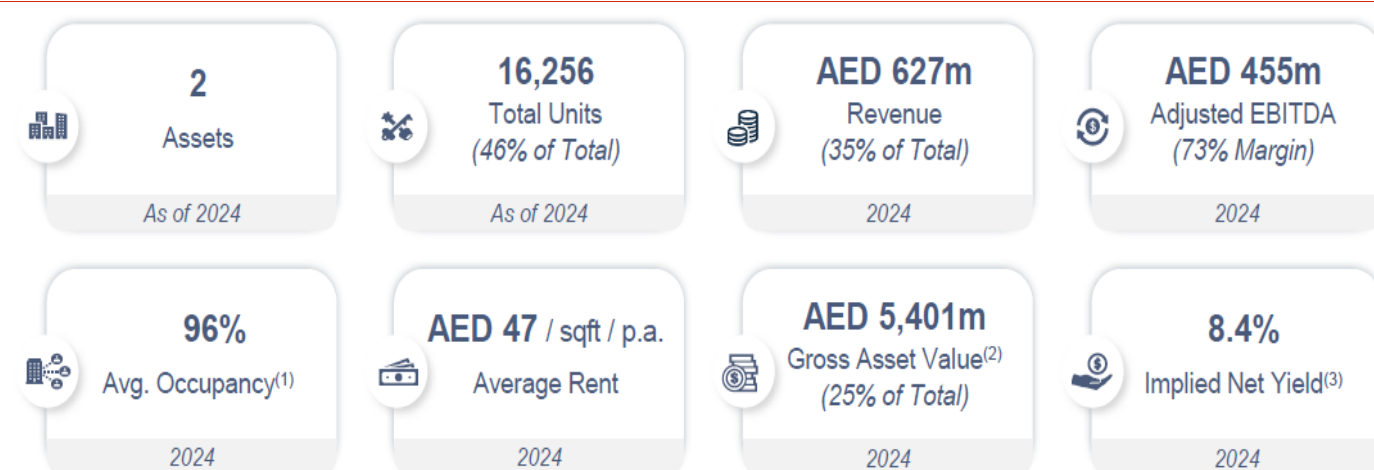 2
Assets
As of 2024
16,256
Total Units
(46% of Total)
As of 2024
AED 627m
Revenue
(35% of Total)
2024
AED 455m
Adjusted EBITDA
(73% Margin)
2024
96%
Avg. Occupancy(1)
2024
AED 47 / sqft / p.a.
Average Rent
2024
AED 5,401m
Gross Asset Value(2)
(25% of Total)
2024
8.4%
Implied Net Yield(3)
2024